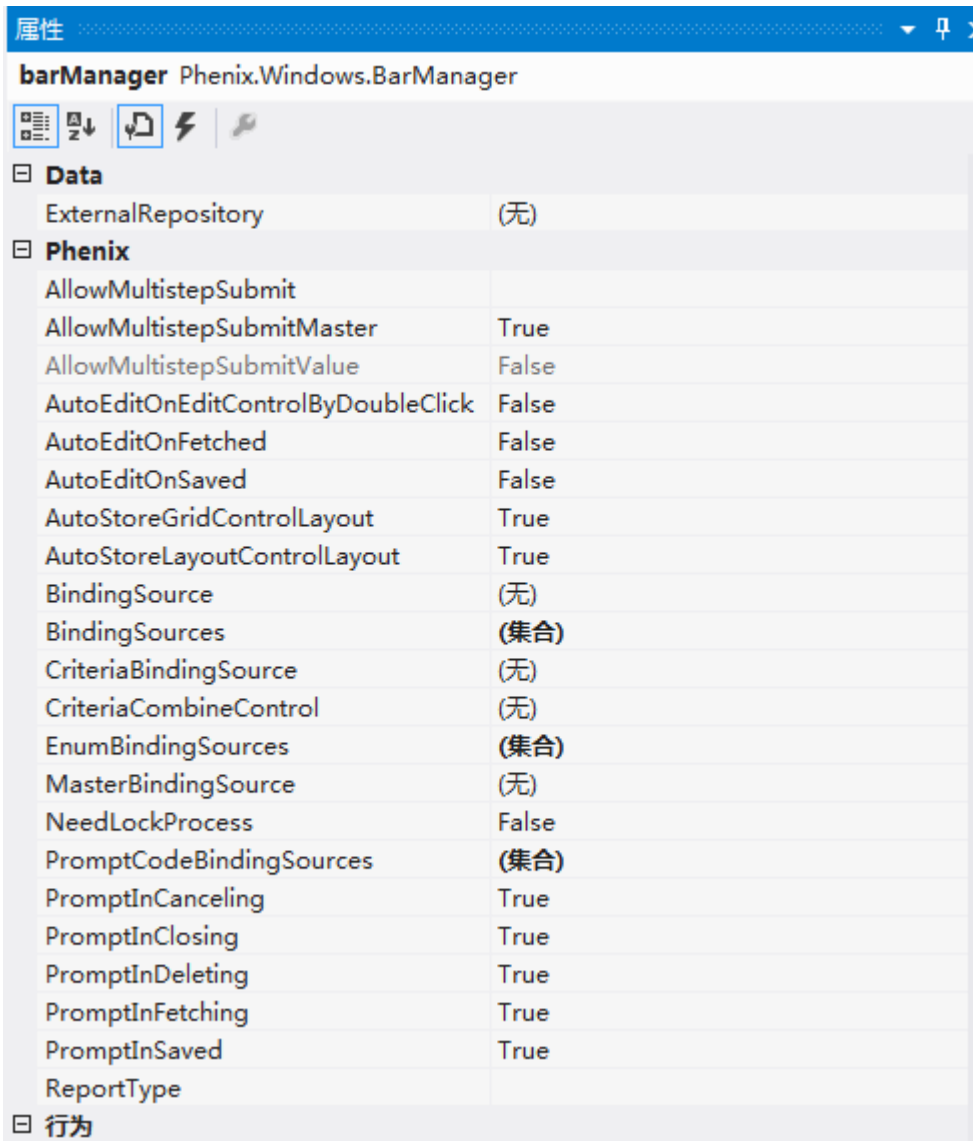 属性
barManager Phenix.Windows.BarManager
Data
ExternalRepository (无)
Phenix
AllowMultistepSubmit
AllowMultistepSubmitMaster True
AllowMultistepSubmitValue False
AutoEditOnEditControlByDoubleClick False
AutoEditOnFetched False
AutoEditOnSaved False
AutoStoreGridControlLayout True
AutoStoreLayoutControlLayout True
BindingSource (无)
BindingSources (集合)
CriteriaBindingSource (无)
CriteriaCombineControl (无)
EnumBindingSources (集合)
MasterBindingSource (无)
NeedLockProcess False
PromptCodeBindingSources (集合)
PromptInCanceling True
PromptInClosing True
PromptInDeleting True
PromptInFetching True
PromptInSaved True
ReportType
行为